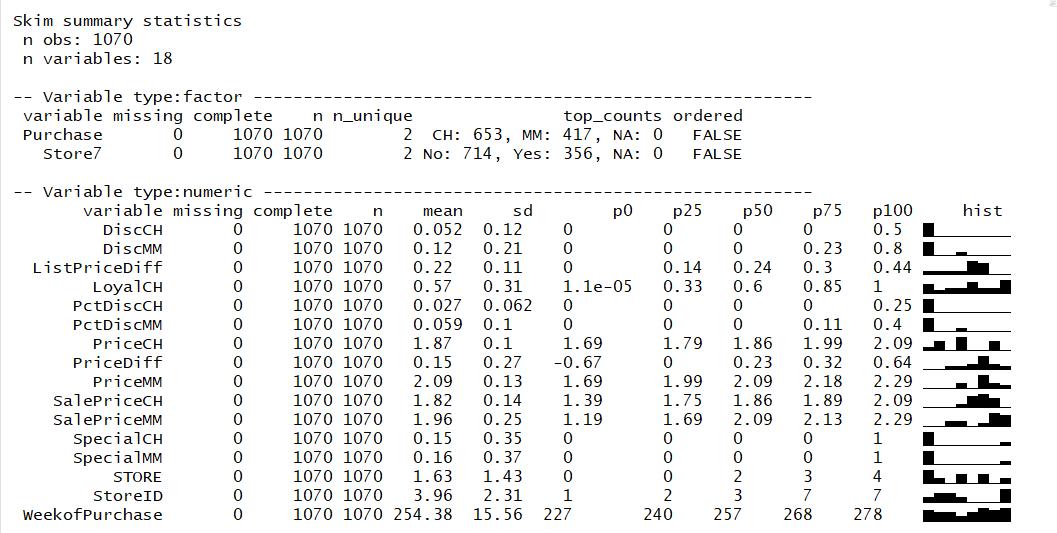 Skim summary statistics
 n obs: 1070
 n variables: 18
-- Variable type:factor --------------------------------------------------------
 variable missing complete    n n_unique               top_counts ordered
 Purchase       0     1070 1070        2  CH: 653, MM: 417, NA: 0   FALSE
   Store7       0     1070 1070        2 No: 714, Yes: 356, NA: 0   FALSE
-- Variable type:numeric -------------------------------------------------------
       variable missing complete    n   mean    sd        p0    p25    p50    p75   p100     hist
         DiscCH       0     1070 1070   0.052  0.12   0         0      0      0      0.5
         DiscMM       0     1070 1070   0.12   0.21   0         0      0      0.23   0.8
  ListPriceDiff       0     1070 1070   0.22   0.11   0         0.14   0.24   0.3    0.44
        LoyalCH       0     1070 1070   0.57   0.31   1.1e-05   0.33   0.6    0.85   1
      PctDiscCH       0     1070 1070   0.027  0.062  0         0      0      0      0.25
      PctDiscMM       0     1070 1070   0.059  0.1    0         0      0      0.11   0.4
        PriceCH       0     1070 1070   1.87   0.1    1.69      1.79   1.86   1.99   2.09
      PriceDiff       0     1070 1070   0.15   0.27  -0.67      0      0.23   0.32   0.64
        PriceMM       0     1070 1070   2.09   0.13   1.69      1.99   2.09   2.18   2.29
    SalePriceCH       0     1070 1070   1.82   0.14   1.39      1.75   1.86   1.89   2.09
    SalePriceMM       0     1070 1070   1.96   0.25   1.19      1.69   2.09   2.13   2.29
      SpecialCH       0     1070 1070   0.15   0.35   0         0      0      0      1
      SpecialMM       0     1070 1070   0.16   0.37   0         0      0      0      1
          STORE       0     1070 1070   1.63   1.43   0         0      2      3      4
        StoreID       0     1070 1070   3.96   2.31   1         2      3      7      7
 WeekofPurchase       0     1070 1070 254.38  15.56 227       240    257    268    278